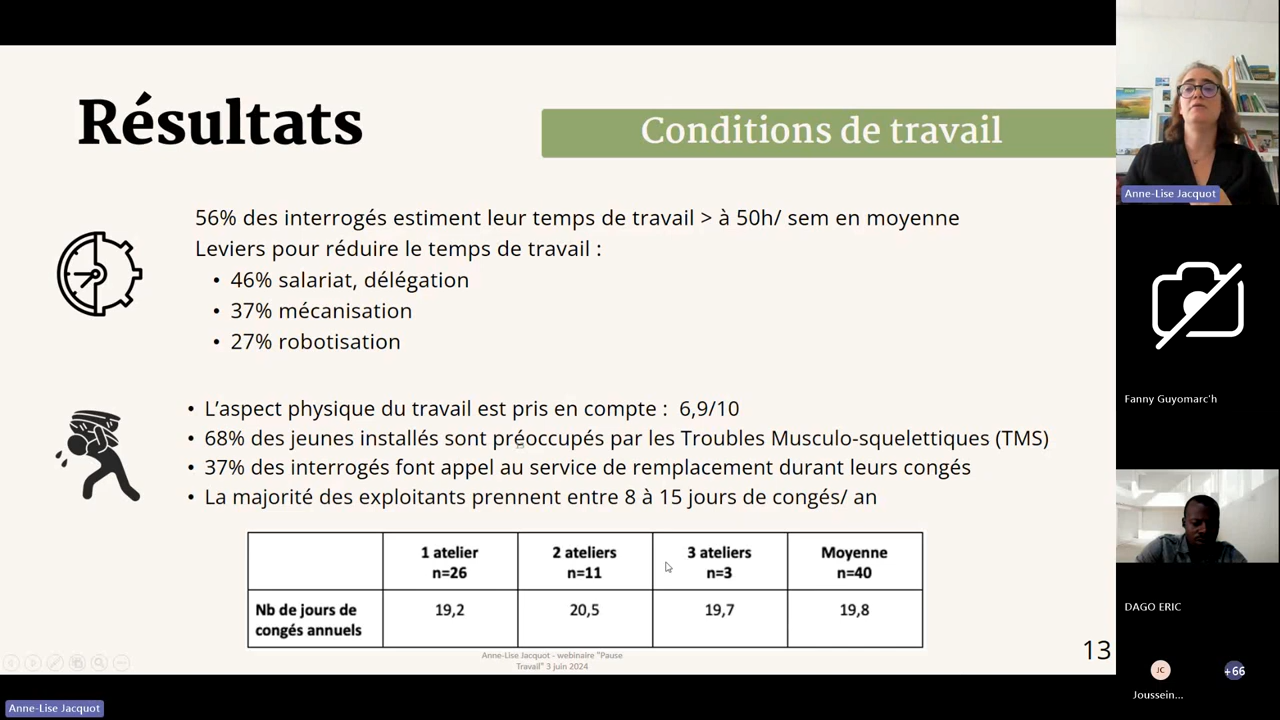 Résultats
Conditions de travail
56% des interrogés estiment leur temps de travail > à 50h/ sem en moyenne
Leviers pour réduire le temps de travail :
• 46% salariat, délégation
• 37% mécanisation
• 27% robotisation
• L'aspect physique du travail est pris en compte : 6,9/10
• 68% des jeunes installés sont préoccupés par les Troubles Musculo-squelettiques (TMS)
• 37% des interrogés font appel au service de remplacement durant leurs congés
• La majorité des exploitants prennent entre 8 à 15 jours de congés/ an
1 atelier 2 ateliers 3 ateliers Moyenne
n=26 n=11 n=3 n=40
Nb de jours de 19,2 20,5 19,7 19,8
congés annuels
Anne-Lise Jacquot - webinaire "Pause
Travail" 3 juin 2024
13
Anne-Lise Jacquot
Anne-Lise Jacquot
Fanny Guyomarc'h
DAGO ERIC
JC
+66
Joussein...